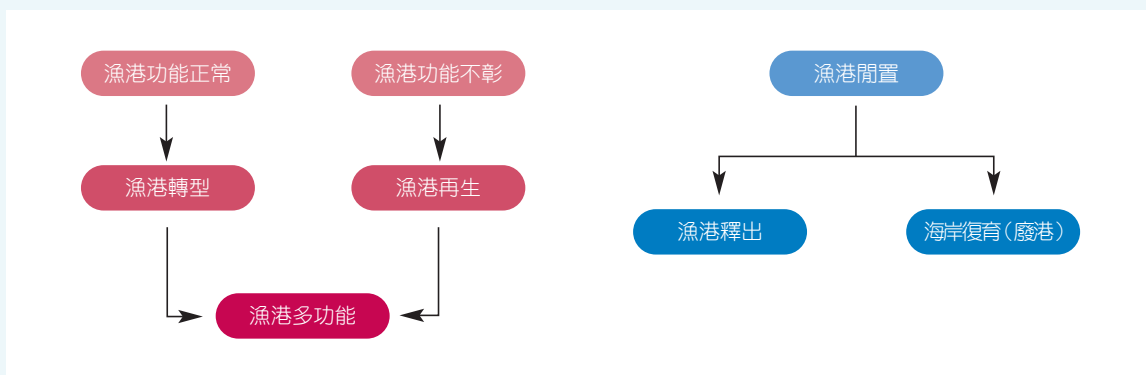 漁港功能正常
漁港功能不彰
漁港閒置
漁港轉型
漁港再生
漁港釋出
海岸復育（廢港）
漁港多功能